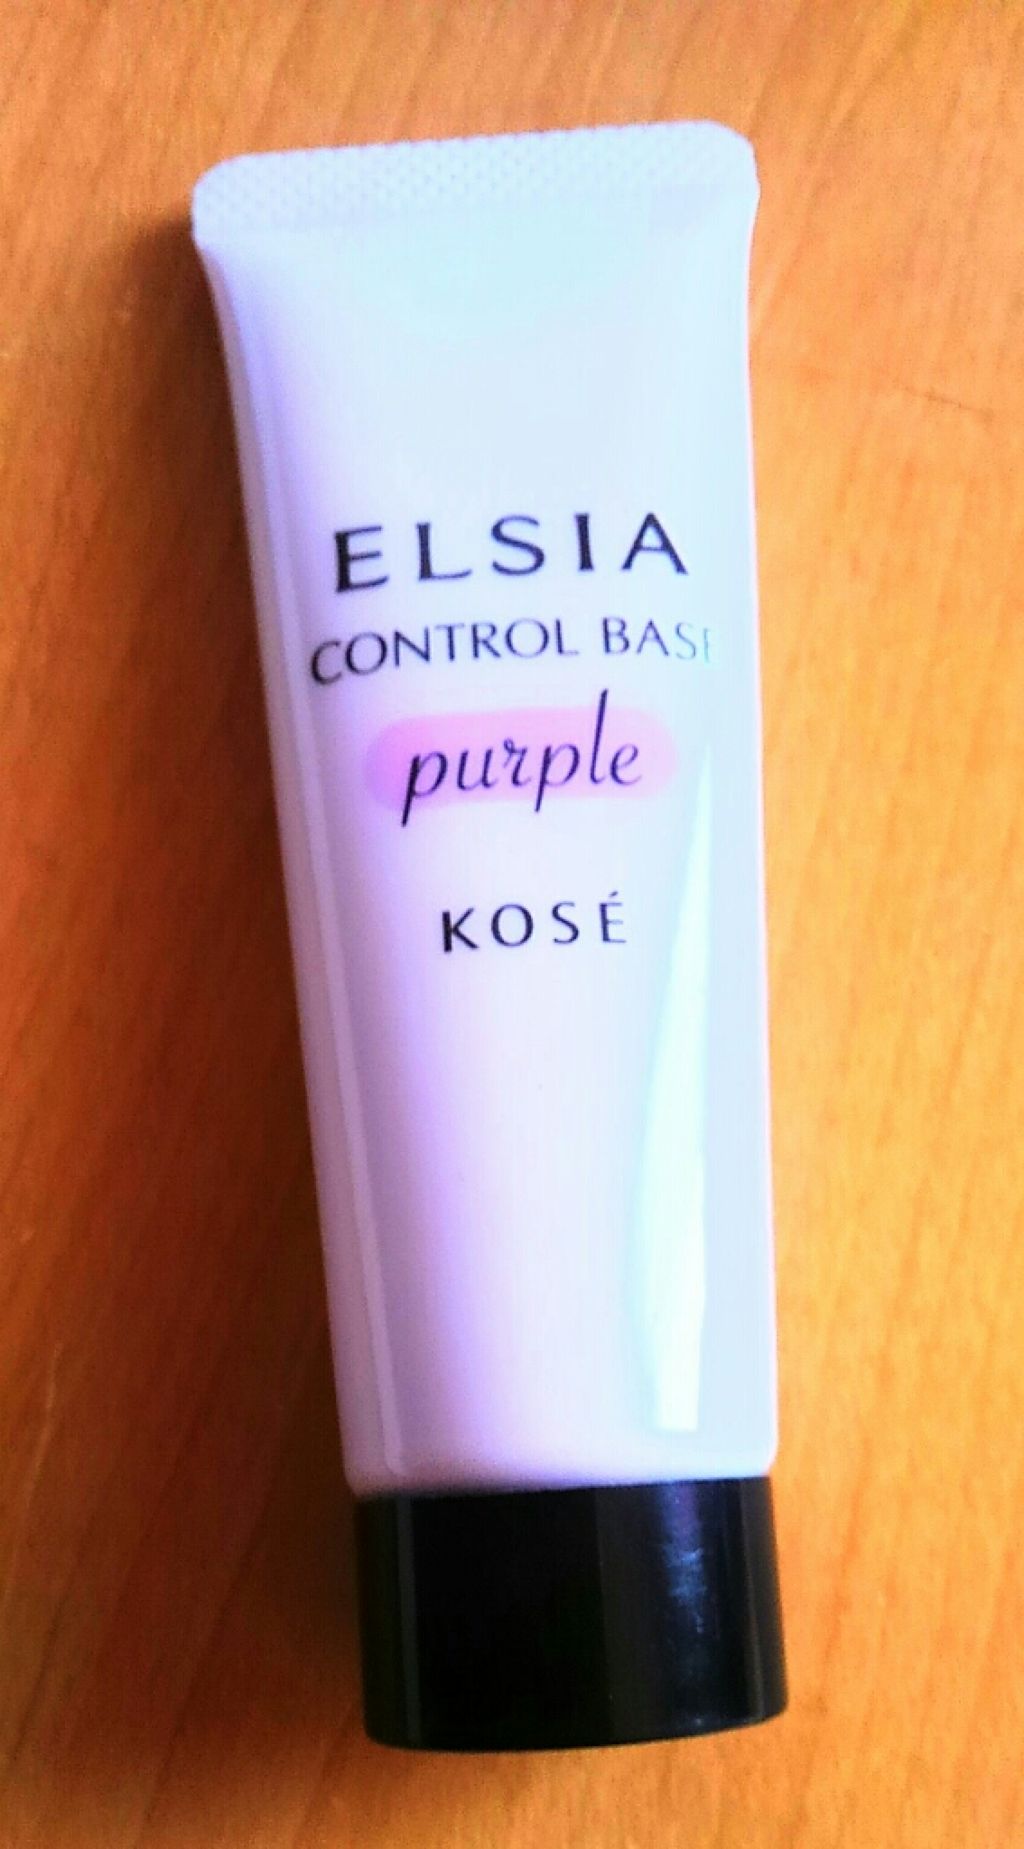 ELSIA
CONTROL BASE
purple
KOSÉ